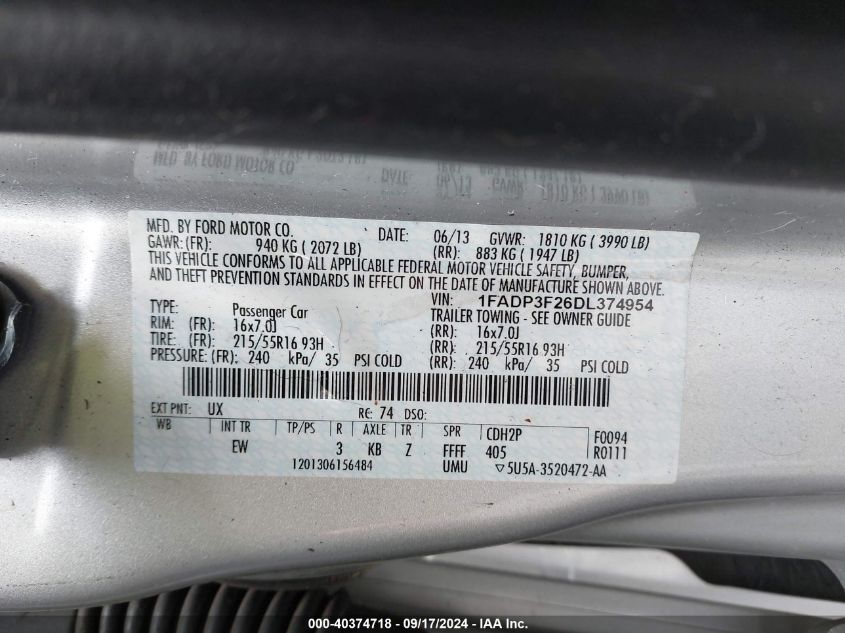 MFD. BY FORD MOTOR CO. DATE: 06/13 GVWR: 1810 KG ( 3990 LB)
GAWR:(FR): 940 KG ( 2072 LB) (RR): 883 KG ( 1947 LB)
THIS VEHICLE CONFORMS TO ALL APPLICABLE FEDERAL MOTOR VEHICLE SAFETY, BUMPER,
AND THEFT PREVENTION STANDARDS IN EFFECT ON THE DATE OF MANUFACTURE SHOWN ABOVE.
VIN: 1FADP3F26DL374954
TYPE: Passenger Car TRAILER TOWING - SEE OWNER GUIDE
RIM: (FR): 16x7.0J (RR): 16x7.0J
TIRE: (FR): 215/55R16 93H (RR): 215/55R16 93H
PRESSURE: (FR): 240 kPa/ 35 PSI COLD (RR): 240 kPa/ 35 PSI COLD
EXT PNT: UX RC: 74 DSO:
WB INT TR TP/PS R AXLE TR SPR CDH2P F0094
EW 3 KB Z FFFF 405 R0111
1201306156484 UMU ▽5U5A-3520472-AA
000-40374718 - 09/17/2024 - IAA Inc.